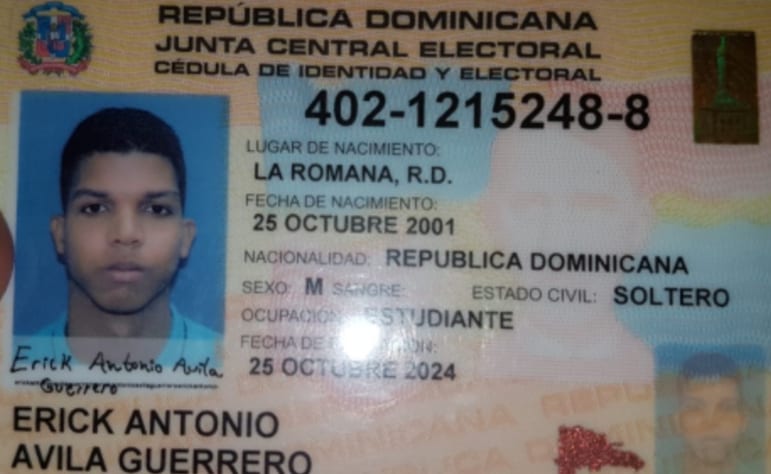 REPÚBLICA DOMINICANA
JUNTA CENTRAL ELECTORAL
CÉDULA DE IDENTIDAD Y ELECTORAL
402-1215248-8
LUGAR DE NACIMIENTO:
LA ROMANA, R.D.
FECHA DE NACIMIENTO:
25 OCTUBRE 2001
NACIONALIDAD: REPUBLICA DOMINICANA
SEXO: M SANGRE: ESTADO CIVIL: SOLTERO
OCUPACIÓN: ESTUDIANTE
FECHA DE
25 OCTUBRE 2024
Erick Antonio Avila
Guerrero
ERICK ANTONIO
AVILA GUERRERO